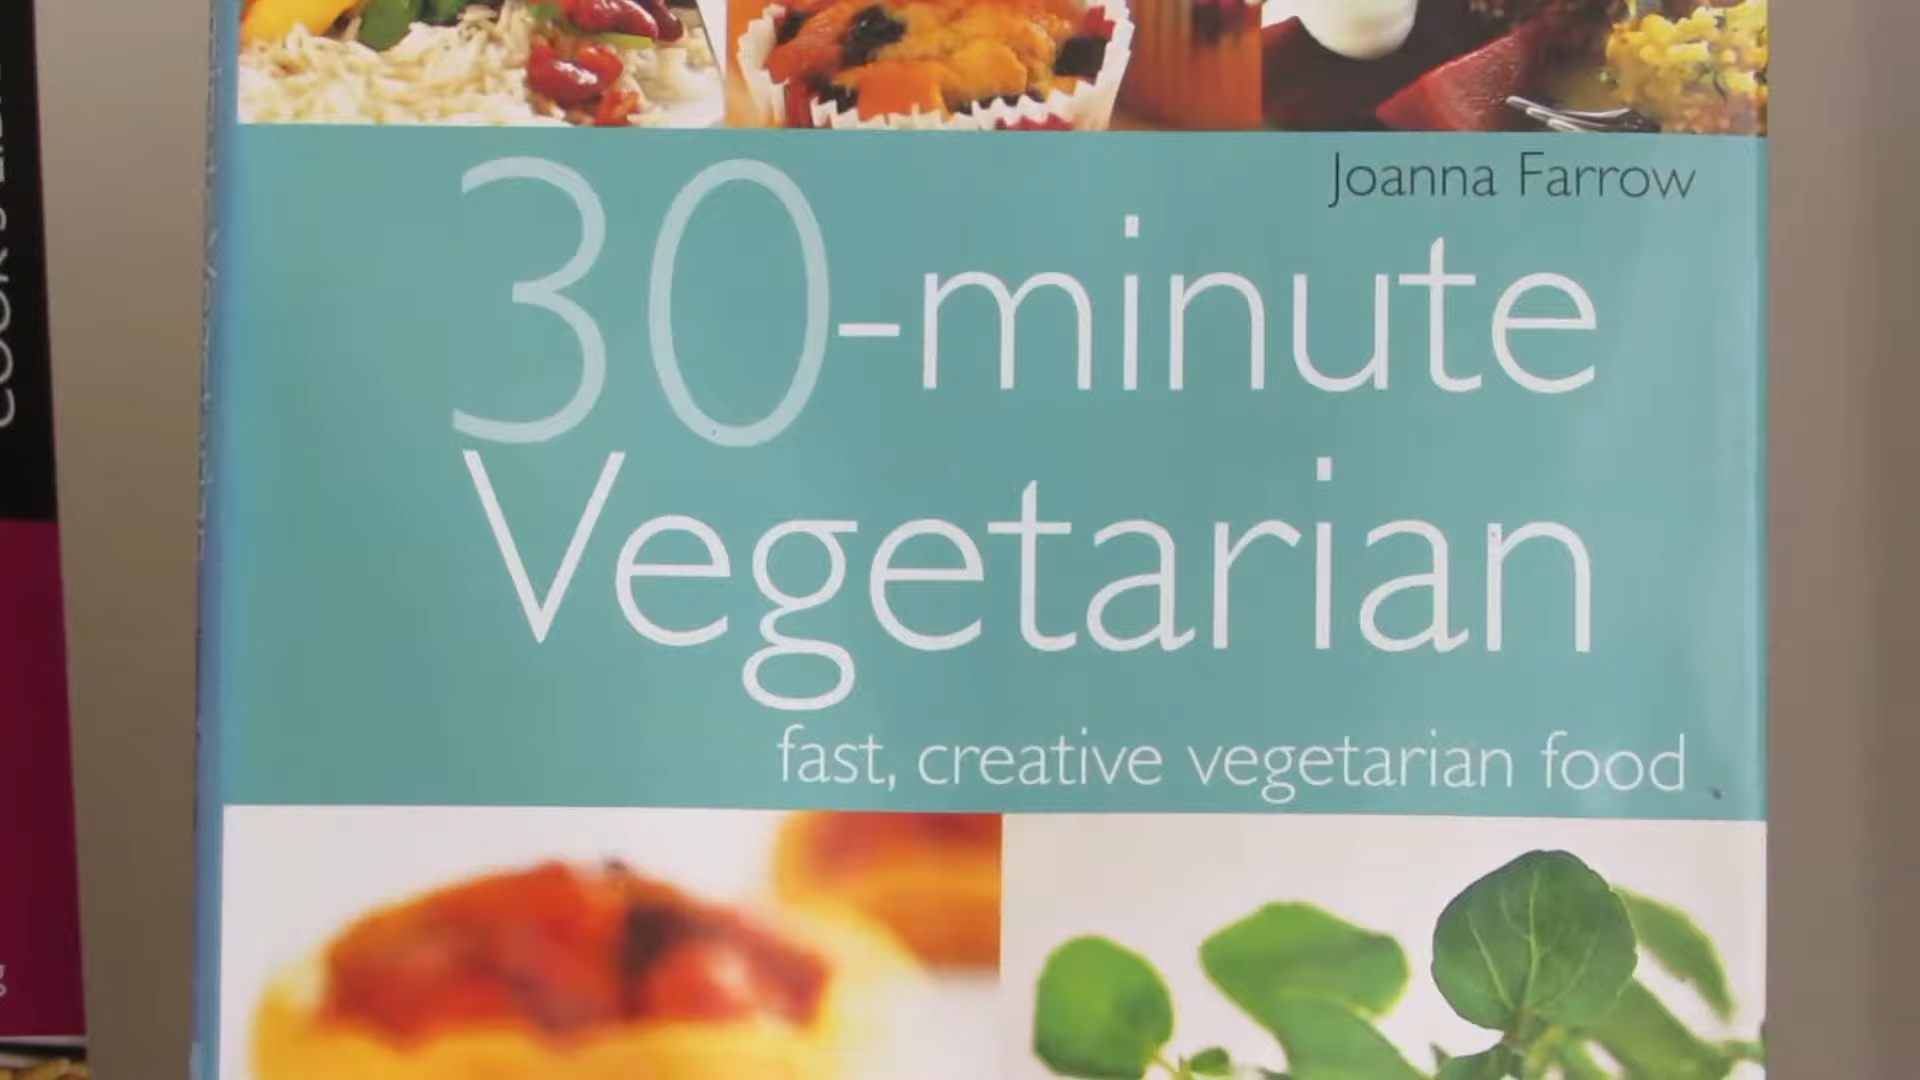 Joanna Farrow
30-minute
Vegetarian
fast, creative vegetarian food